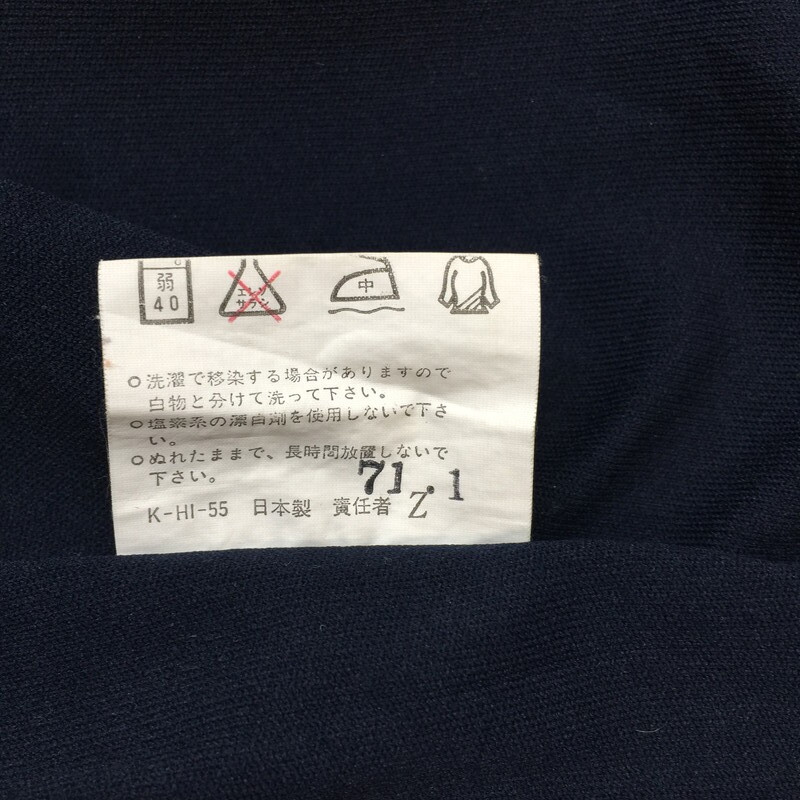 弱
40
エンソ
サラシ
中
洗濯で移染する場合がありますので
白物と分けて洗って下さい。
塩素系の漂白剤を使用しないで下さ
い。
ぬれたままで、長時間放置しないで
下さい。
71.1
K-HI-55 日本製 責任者 Z